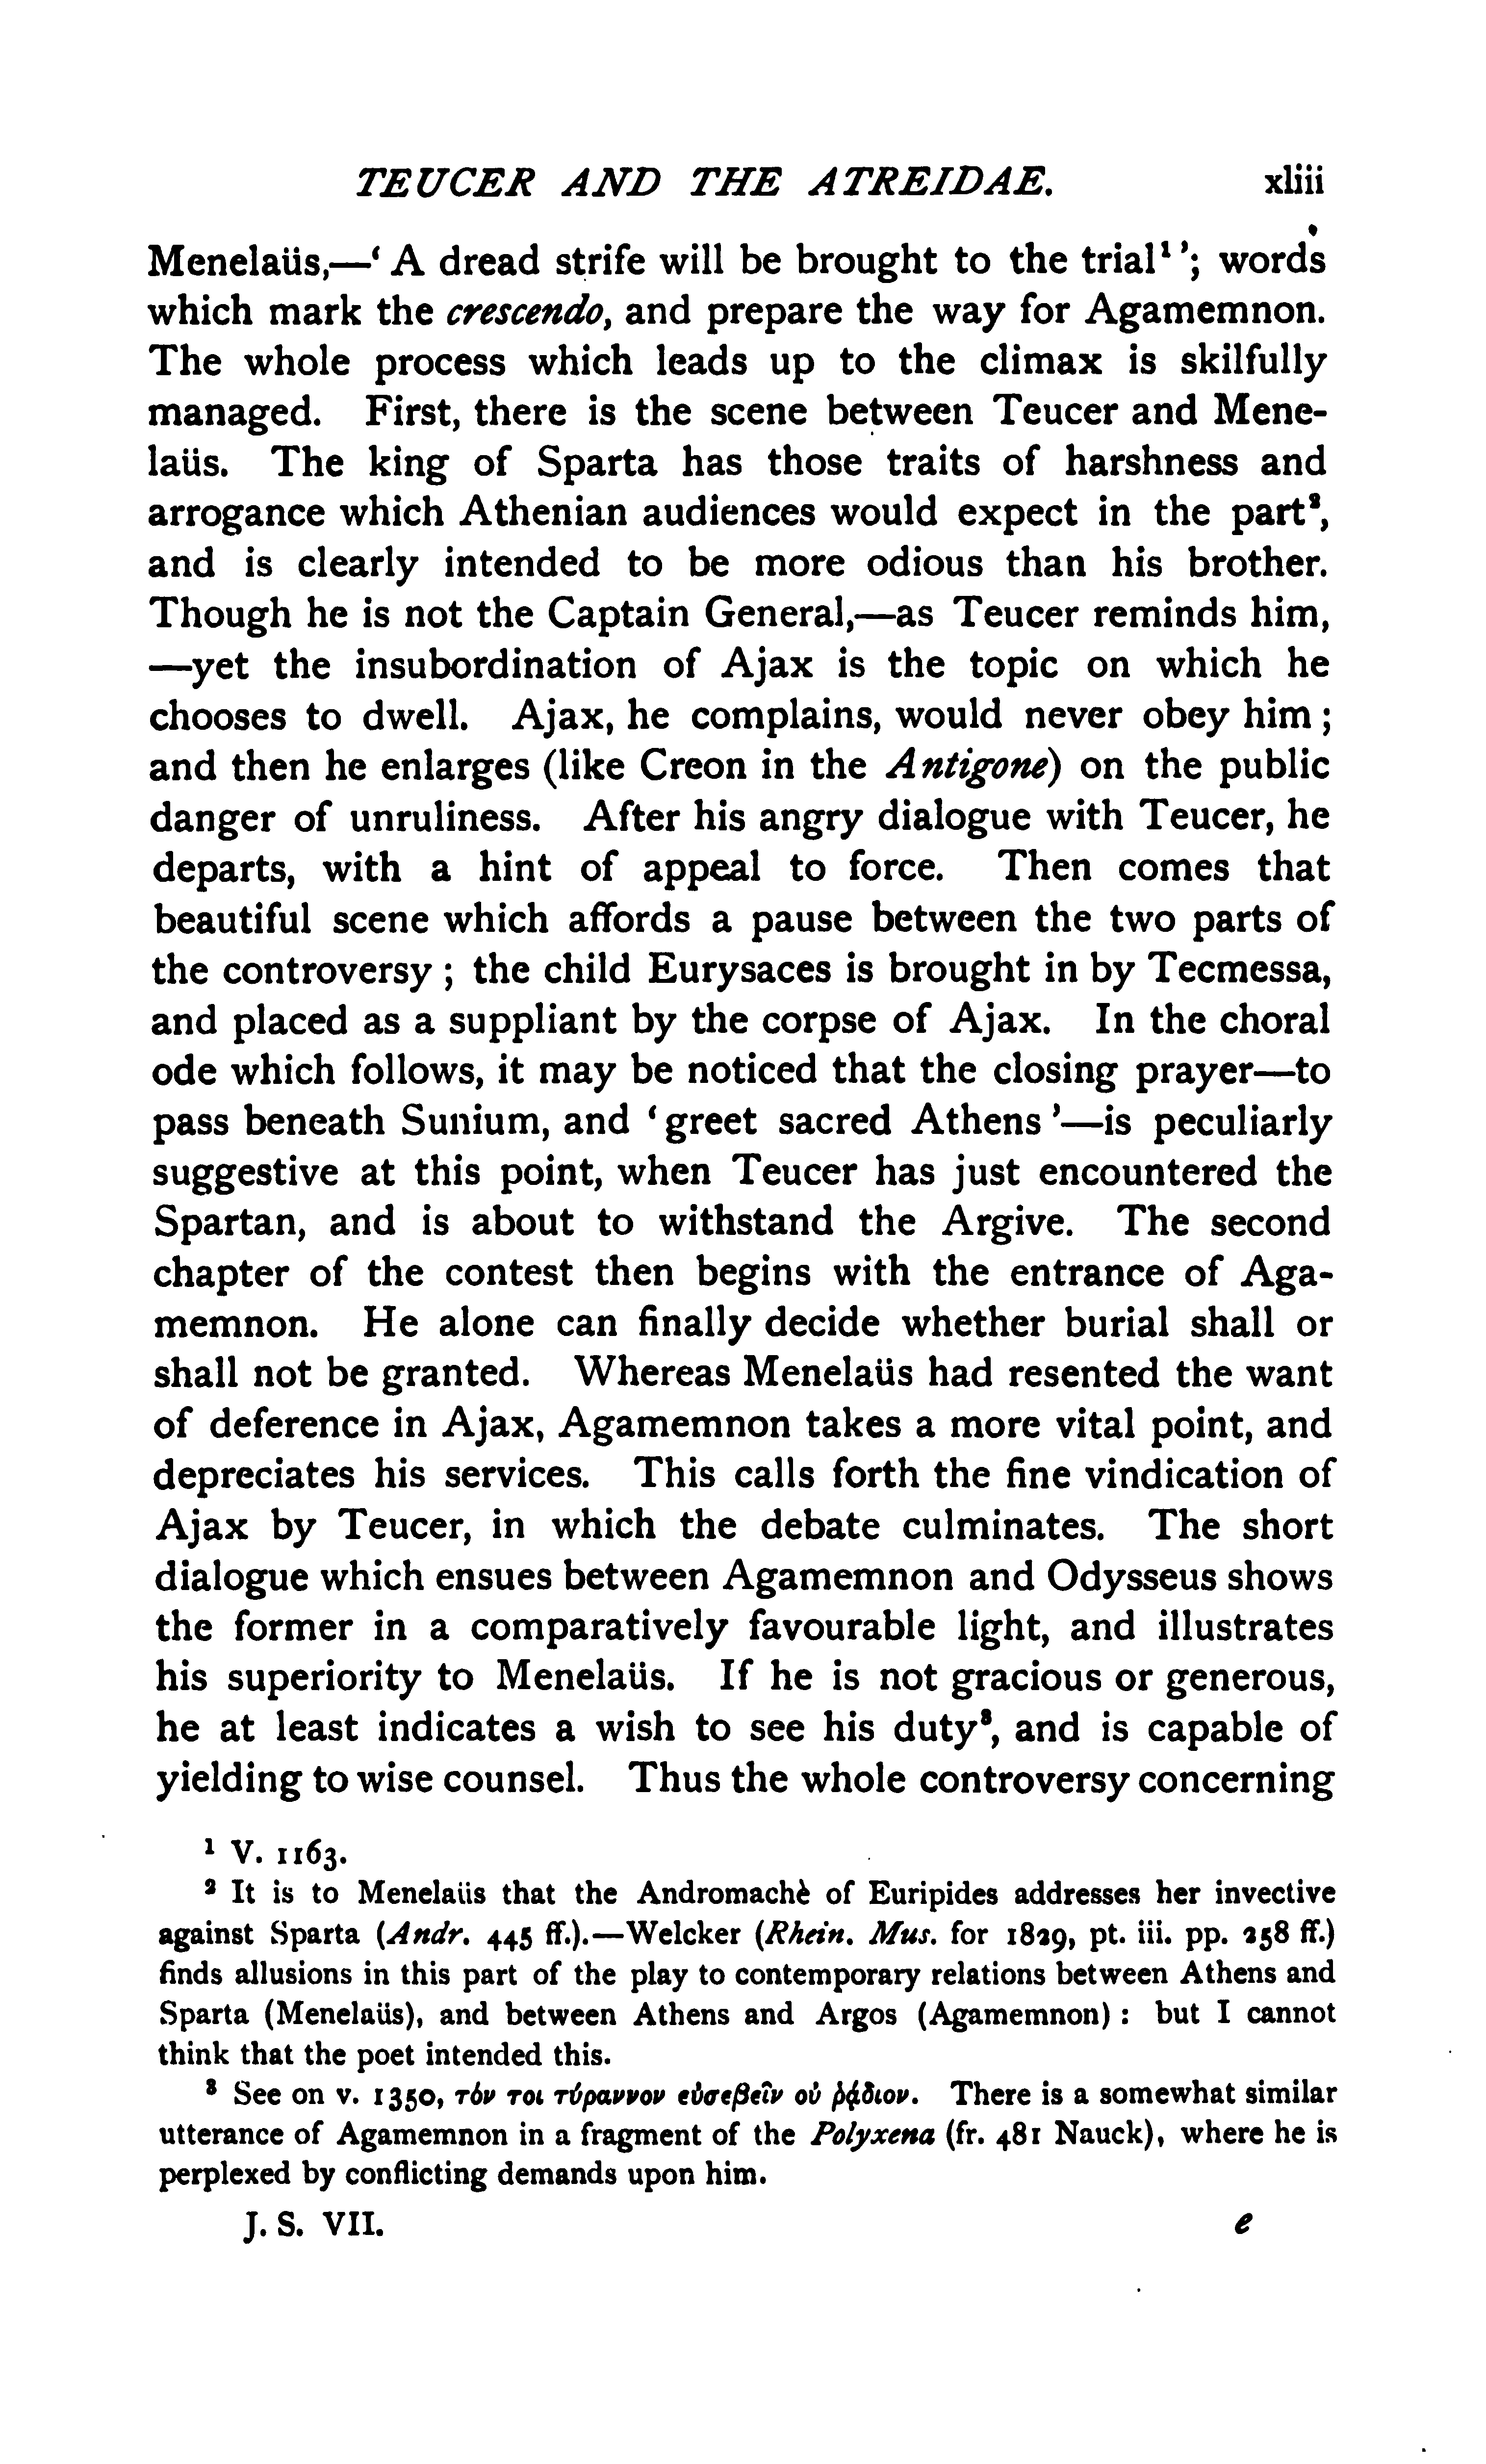 TEUCER AND THE ATREIDAE. xliii
Menelaüs,—‘A dread strife will be brought to the trial¹’; words
which mark the crescendo, and prepare the way for Agamemnon.
The whole process which leads up to the climax is skilfully
managed. First, there is the scene between Teucer and Mene-
laüs. The king of Sparta has those traits of harshness and
arrogance which Athenian audiences would expect in the part²,
and is clearly intended to be more odious than his brother.
Though he is not the Captain General,—as Teucer reminds him,
—yet the insubordination of Ajax is the topic on which he
chooses to dwell. Ajax, he complains, would never obey him;
and then he enlarges (like Creon in the Antigone) on the public
danger of unruliness. After his angry dialogue with Teucer, he
departs, with a hint of appeal to force. Then comes that
beautiful scene which affords a pause between the two parts of
the controversy; the child Eurysaces is brought in by Tecmessa,
and placed as a suppliant by the corpse of Ajax. In the choral
ode which follows, it may be noticed that the closing prayer—to
pass beneath Sunium, and ‘greet sacred Athens’—is peculiarly
suggestive at this point, when Teucer has just encountered the
Spartan, and is about to withstand the Argive. The second
chapter of the contest then begins with the entrance of Aga-
memnon. He alone can finally decide whether burial shall or
shall not be granted. Whereas Menelaüs had resented the want
of deference in Ajax, Agamemnon takes a more vital point, and
depreciates his services. This calls forth the fine vindication of
Ajax by Teucer, in which the debate culminates. The short
dialogue which ensues between Agamemnon and Odysseus shows
the former in a comparatively favourable light, and illustrates
his superiority to Menelaüs. If he is not gracious or generous,
he at least indicates a wish to see his duty³, and is capable of
yielding to wise counsel. Thus the whole controversy concerning
¹ V. 1163.
² It is to Menelaüs that the Andromachè of Euripides addresses her invective
against Sparta (Andr. 445 ff.).—Welcker (Rhein. Mus. for 1829, pt. iii. pp. 258 ff.)
finds allusions in this part of the play to contemporary relations between Athens and
Sparta (Menelaüs), and between Athens and Argos (Agamemnon): but I cannot
think that the poet intended this.
³ See on v. 1350, τόν τοι τύραννον εὐσεβεῖν οὐ ῥᾴδιον. There is a somewhat similar
utterance of Agamemnon in a fragment of the Polyxena (fr. 481 Nauck), where he is
perplexed by conflicting demands upon him.
J. S. VII. e